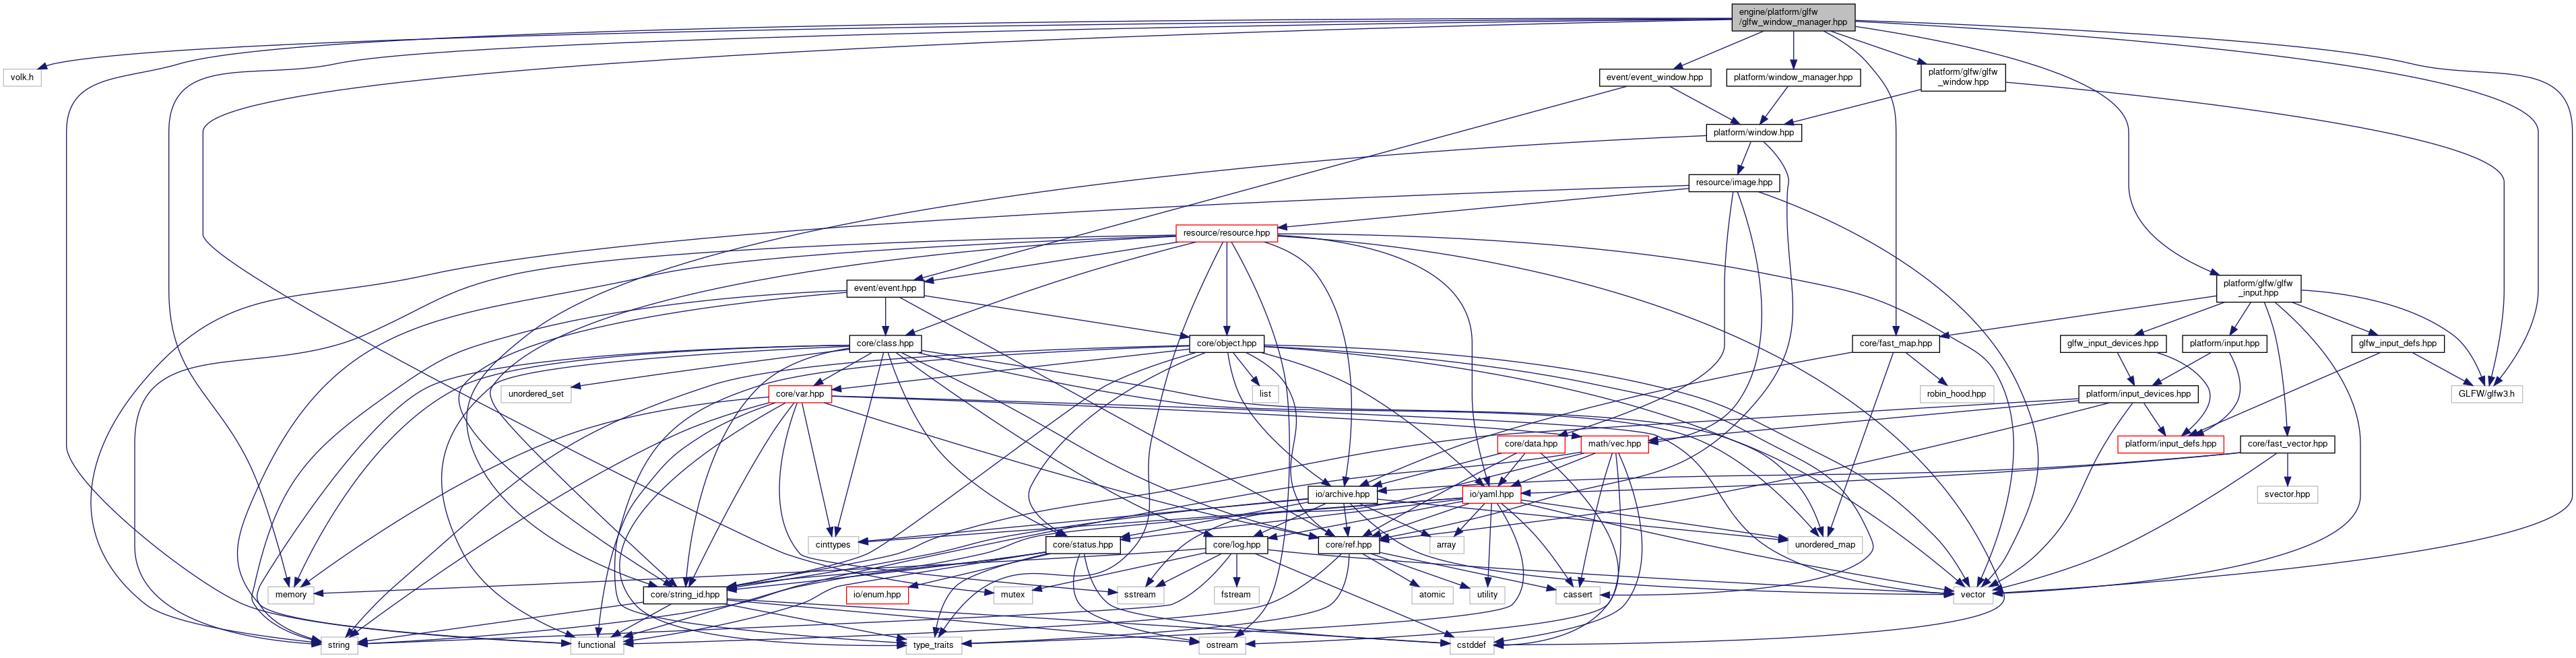 engine/platform/glfw
/glfw_window_manager.hpp
volk.h
event/event_window.hpp
platform/window_manager.hpp
platform/glfw/glfw
_window.hpp
platform/window.hpp
resource/image.hpp
resource/resource.hpp
event/event.hpp
platform/glfw/glfw
_input.hpp
core/class.hpp
core/object.hpp
core/fast_map.hpp
glfw_input_devices.hpp
platform/input.hpp
glfw_input_defs.hpp
unordered_set
core/var.hpp
list
robin_hood.hpp
platform/input_devices.hpp
GLFW/glfw3.h
core/data.hpp
math/vec.hpp
platform/input_defs.hpp
core/fast_vector.hpp
io/archive.hpp
io/yaml.hpp
svector.hpp
cinttypes
core/status.hpp
core/log.hpp
core/ref.hpp
array
unordered_map
memory
core/string_id.hpp
io/enum.hpp
mutex
sstream
fstream
atomic
utility
cassert
vector
string
functional
type_traits
ostream
cstddef